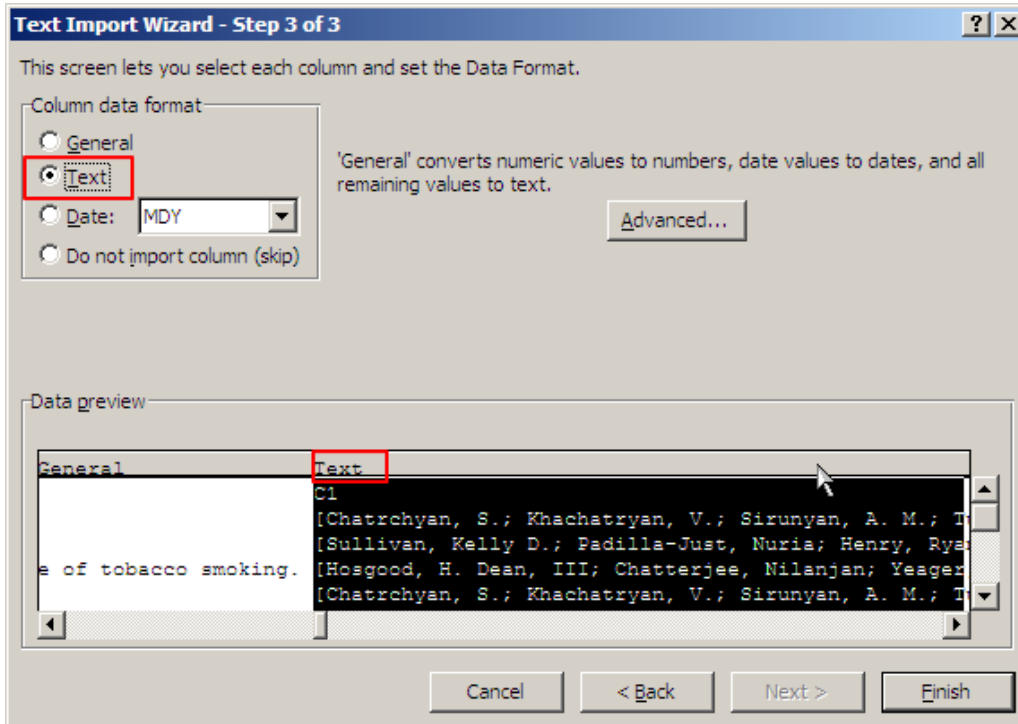 Text Import Wizard - Step 3 of 3
This screen lets you select each column and set the Data Format.
Column data format
General
Text
Date: MDY
Do not import column (skip)
'General' converts numeric values to numbers, date values to dates, and all
remaining values to text.
Advanced...
Data preview
General Text
C1
[Chatrchyan, S.; Khachatryan, V.; Sirunyan, A. M.;
[Sullivan, Kelly D.; Padilla-Just, Nuria; Henry,
e of tobacco smoking. [Hosgood, H. Dean, III; Chatterjee, Nilanjan; Yeager
[Chatrchyan, S.; Khachatryan, V.; Sirunyan, A. M.;
Cancel < Back Next > Finish